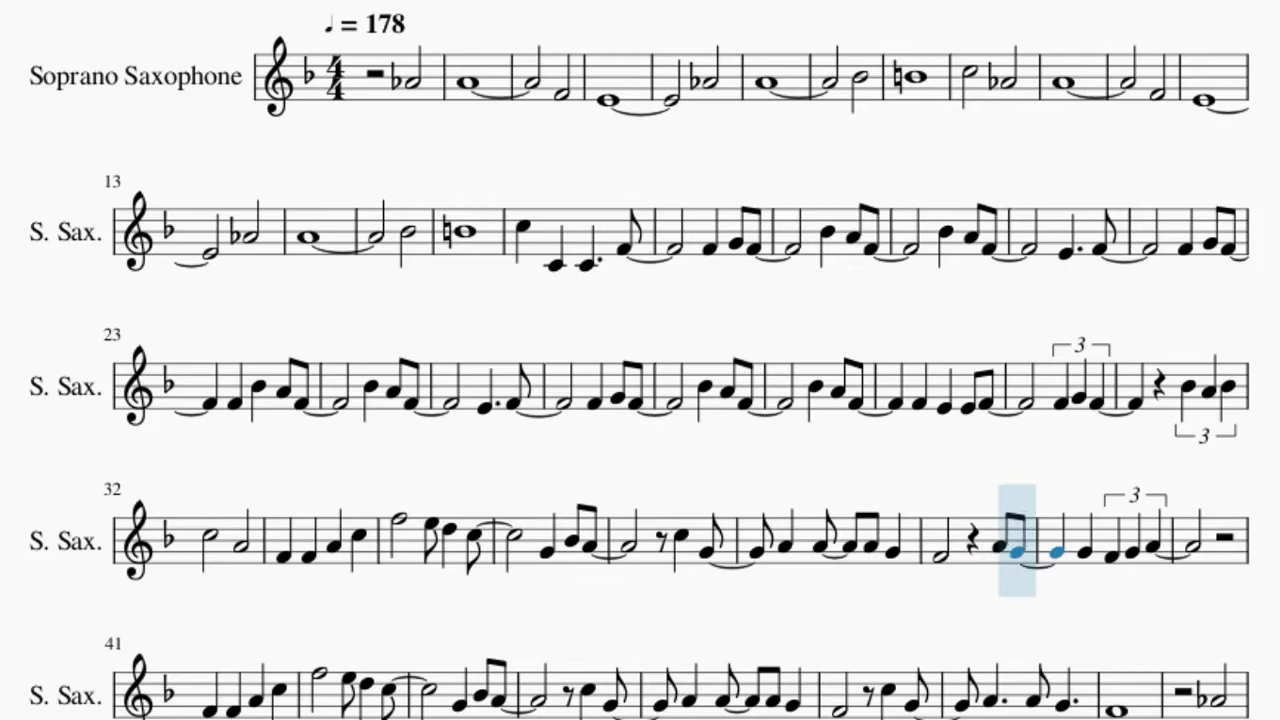 ♩ = 178
Soprano Saxophone
4
4
13
S. Sax.
23
3
S. Sax.
3
32
3
S. Sax.
41
S. Sax.